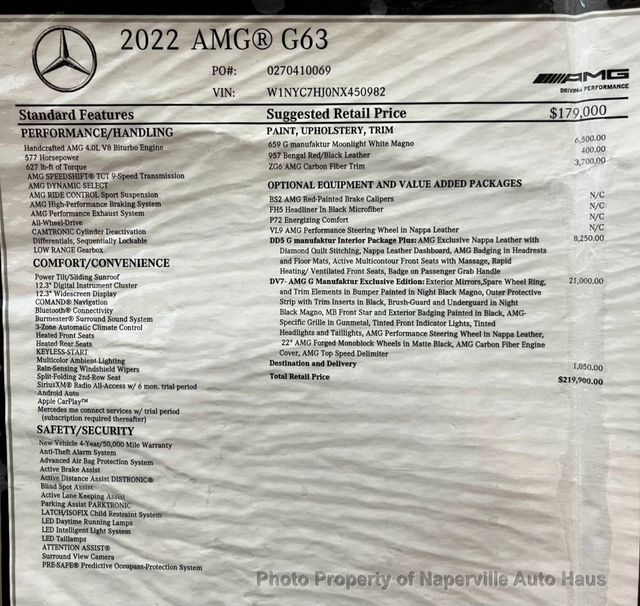 2022 AMG® G63
PO#: 0270410069
VIN: W1NYC7HJ0NX450982
AMG
DRIVING PERFORMANCE
Standard Features
Suggested Retail Price $179,000
PERFORMANCE/HANDLING
Handcrafted AMG 4.0L V8 Biturbo Engine
577 Horsepower
627 lb-ft of Torque
AMG SPEEDSHIFT® TCT 9-Speed Transmission
AMG DYNAMIC SELECT
AMG RIDE CONTROL Sport Suspension
AMG High-Performance Braking System
AMG Performance Exhaust System
All-Wheel-Drive
CAMTRONIC Cylinder Deactivation
Differentials, Sequentially Lockable
LOW RANGE Gearbox
COMFORT/CONVENIENCE
Power Tilt/Sliding Sunroof
12.3" Digital Instrument Cluster
12.3" Widescreen Display
COMAND® Navigation
Bluetooth® Connectivity
Burmester® Surround Sound System
3-Zone Automatic Climate Control
Heated Front Seats
Heated Rear Seats
KEYLESS-START
Multicolor Ambient Lighting
Rain-Sensing Windshield Wipers
Split-Folding 2nd-Row Seat
SiriusXM® Radio All-Access w/ 6 mon. trial period
Android Auto
Apple CarPlay™
Mercedes me connect services w/ trial period
(subscription required thereafter)
SAFETY/SECURITY
New Vehicle 4-Year/50,000 Mile Warranty
Anti-Theft Alarm System
Advanced Air Bag Protection System
Active Brake Assist
Active Distance Assist DISTRONIC®
Blind Spot Assist
Active Lane Keeping Assist
Parking Assist PARKTRONIC
LATCH/ISOFIX Child Restraint System
LED Daytime Running Lamps
LED Intelligent Light System
LED Taillamps
ATTENTION ASSIST®
Surround View Camera
PRE-SAFE® Predictive Occupant-Protection System
PAINT, UPHOLSTERY, TRIM
659 G manufaktur Moonlight White Magno 6,500.00
957 Bengal Red/Black Leather 400.00
ZG6 AMG Carbon Fiber Trim 3,700.00
OPTIONAL EQUIPMENT AND VALUE ADDED PACKAGES
BS2 AMG Red-Painted Brake Calipers N/C
FH5 Headliner In Black Microfiber N/C
P72 Energizing Comfort N/C
VL9 AMG Performance Steering Wheel in Nappa Leather N/C
DD5 G manufaktur Interior Package Plus: AMG Exclusive Nappa Leather with 8,250.00
Diamond Quilt Stitching, Nappa Leather Dashboard, AMG Badging in Headrests
and Floor Mats, Active Multicontour Front Seats with Massage, Rapid
Heating/ Ventilated Front Seats, Badge on Passenger Grab Handle
DV7- AMG G Manufaktur Exclusive Edition: Exterior Mirrors,Spare Wheel Ring, 21,000.00
and Trim Elements in Bumper Painted in Night Black Magno, Outer Protective
Strip with Trim Inserts in Black, Brush-Guard and Underguard in Night
Black Magno, MB Front Star and Exterior Badging Painted in Black, AMG-
Specific Grille in Gunmetal, Tinted Front Indicator Lights, Tinted
Headlights and Taillights, AMG Performance Steering Wheel in Nappa Leather,
22" AMG Forged Monoblock Wheels in Matte Black, AMG Carbon Fiber Engine
Cover, AMG Top Speed Delimiter
Destination and Delivery 1,050.00
Total Retail Price $219,900.00
Photo Property of Naperville Auto Haus